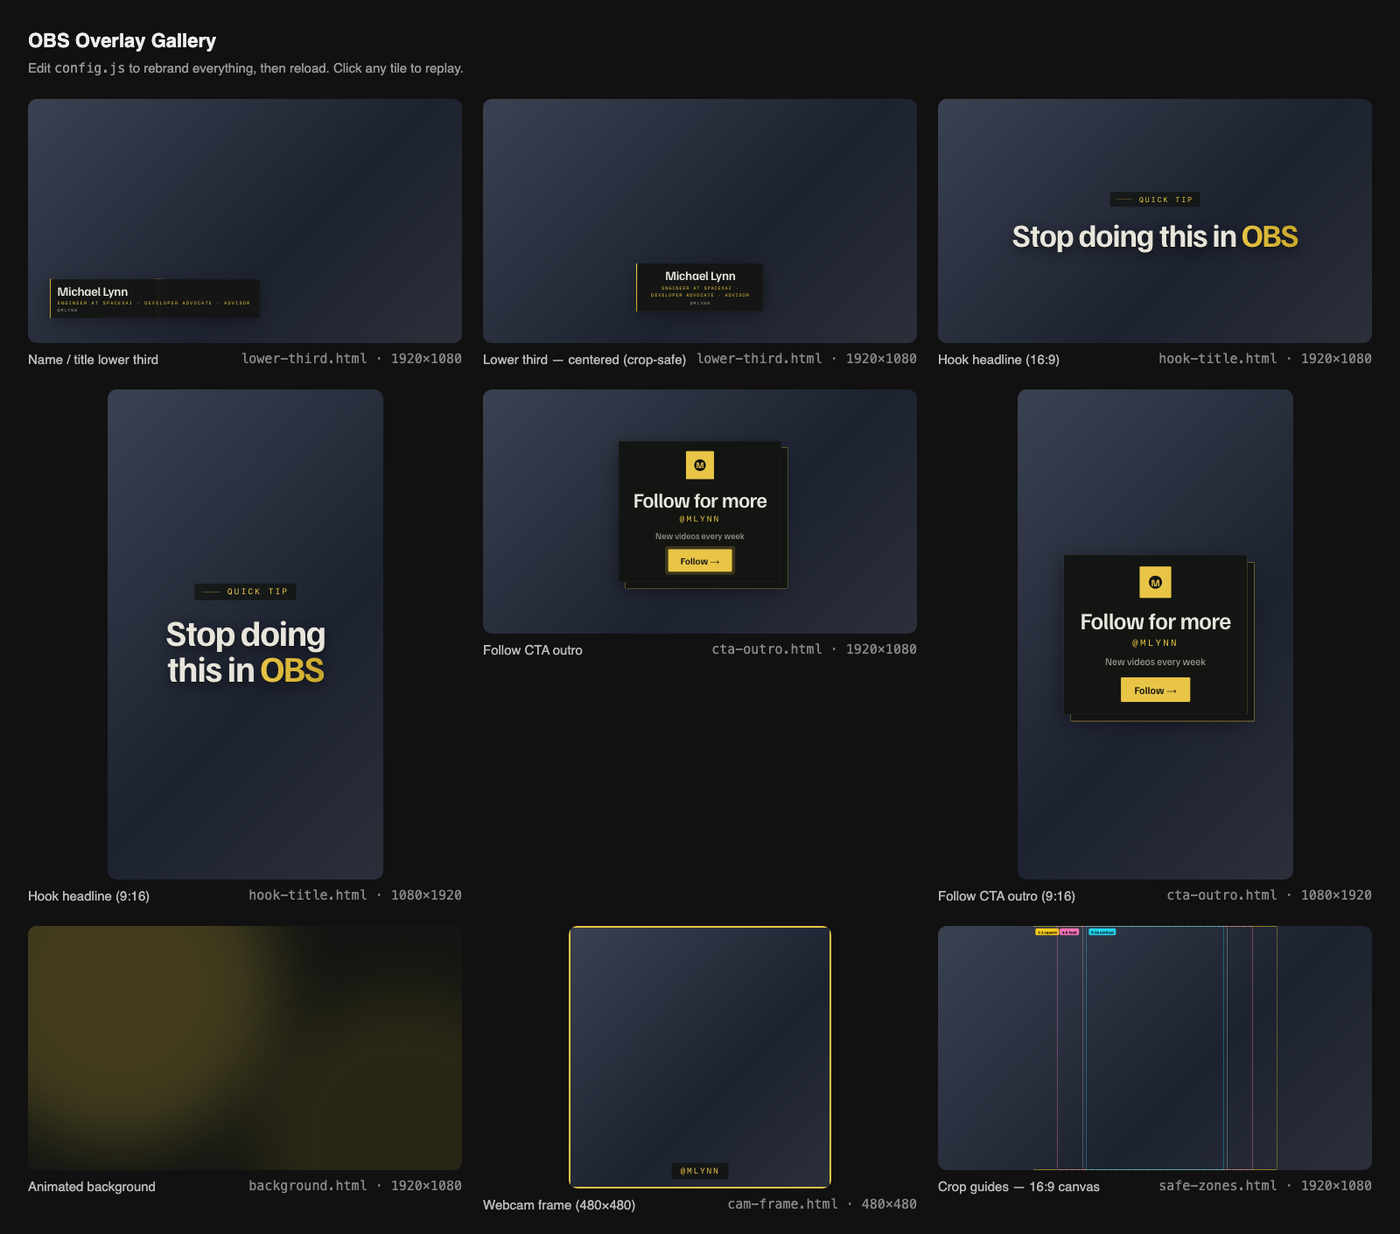 OBS Overlay Gallery
Edit config.js to rebrand everything, then reload. Click any tile to replay.
Michael Lynn
ENGINEER AT SPACEXAI · DEVELOPER ADVOCATE · ADVISOR
@MLYNN
Name / title lower third
lower-third.html · 1920×1080
Michael Lynn
ENGINEER AT SPACEXAI ·
DEVELOPER ADVOCATE · ADVISOR
@MLYNN
Lower third — centered (crop-safe)
lower-third.html · 1920×1080
QUICK TIP
Stop doing this in OBS
Hook headline (16:9)
hook-title.html · 1920×1080
QUICK TIP
Stop doing
this in OBS
Hook headline (9:16)
hook-title.html · 1080×1920
M
Follow for more
@MLYNN
New videos every week
Follow →
Follow CTA outro
cta-outro.html · 1920×1080
M
Follow for more
@MLYNN
New videos every week
Follow →
Follow CTA outro (9:16)
cta-outro.html · 1080×1920
Animated background
background.html · 1920×1080
@MLYNN
Webcam frame (480×480)
cam-frame.html · 480×480
1:1 square
9:16 vertical
Crop guides — 16:9 canvas
safe-zones.html · 1920×1080